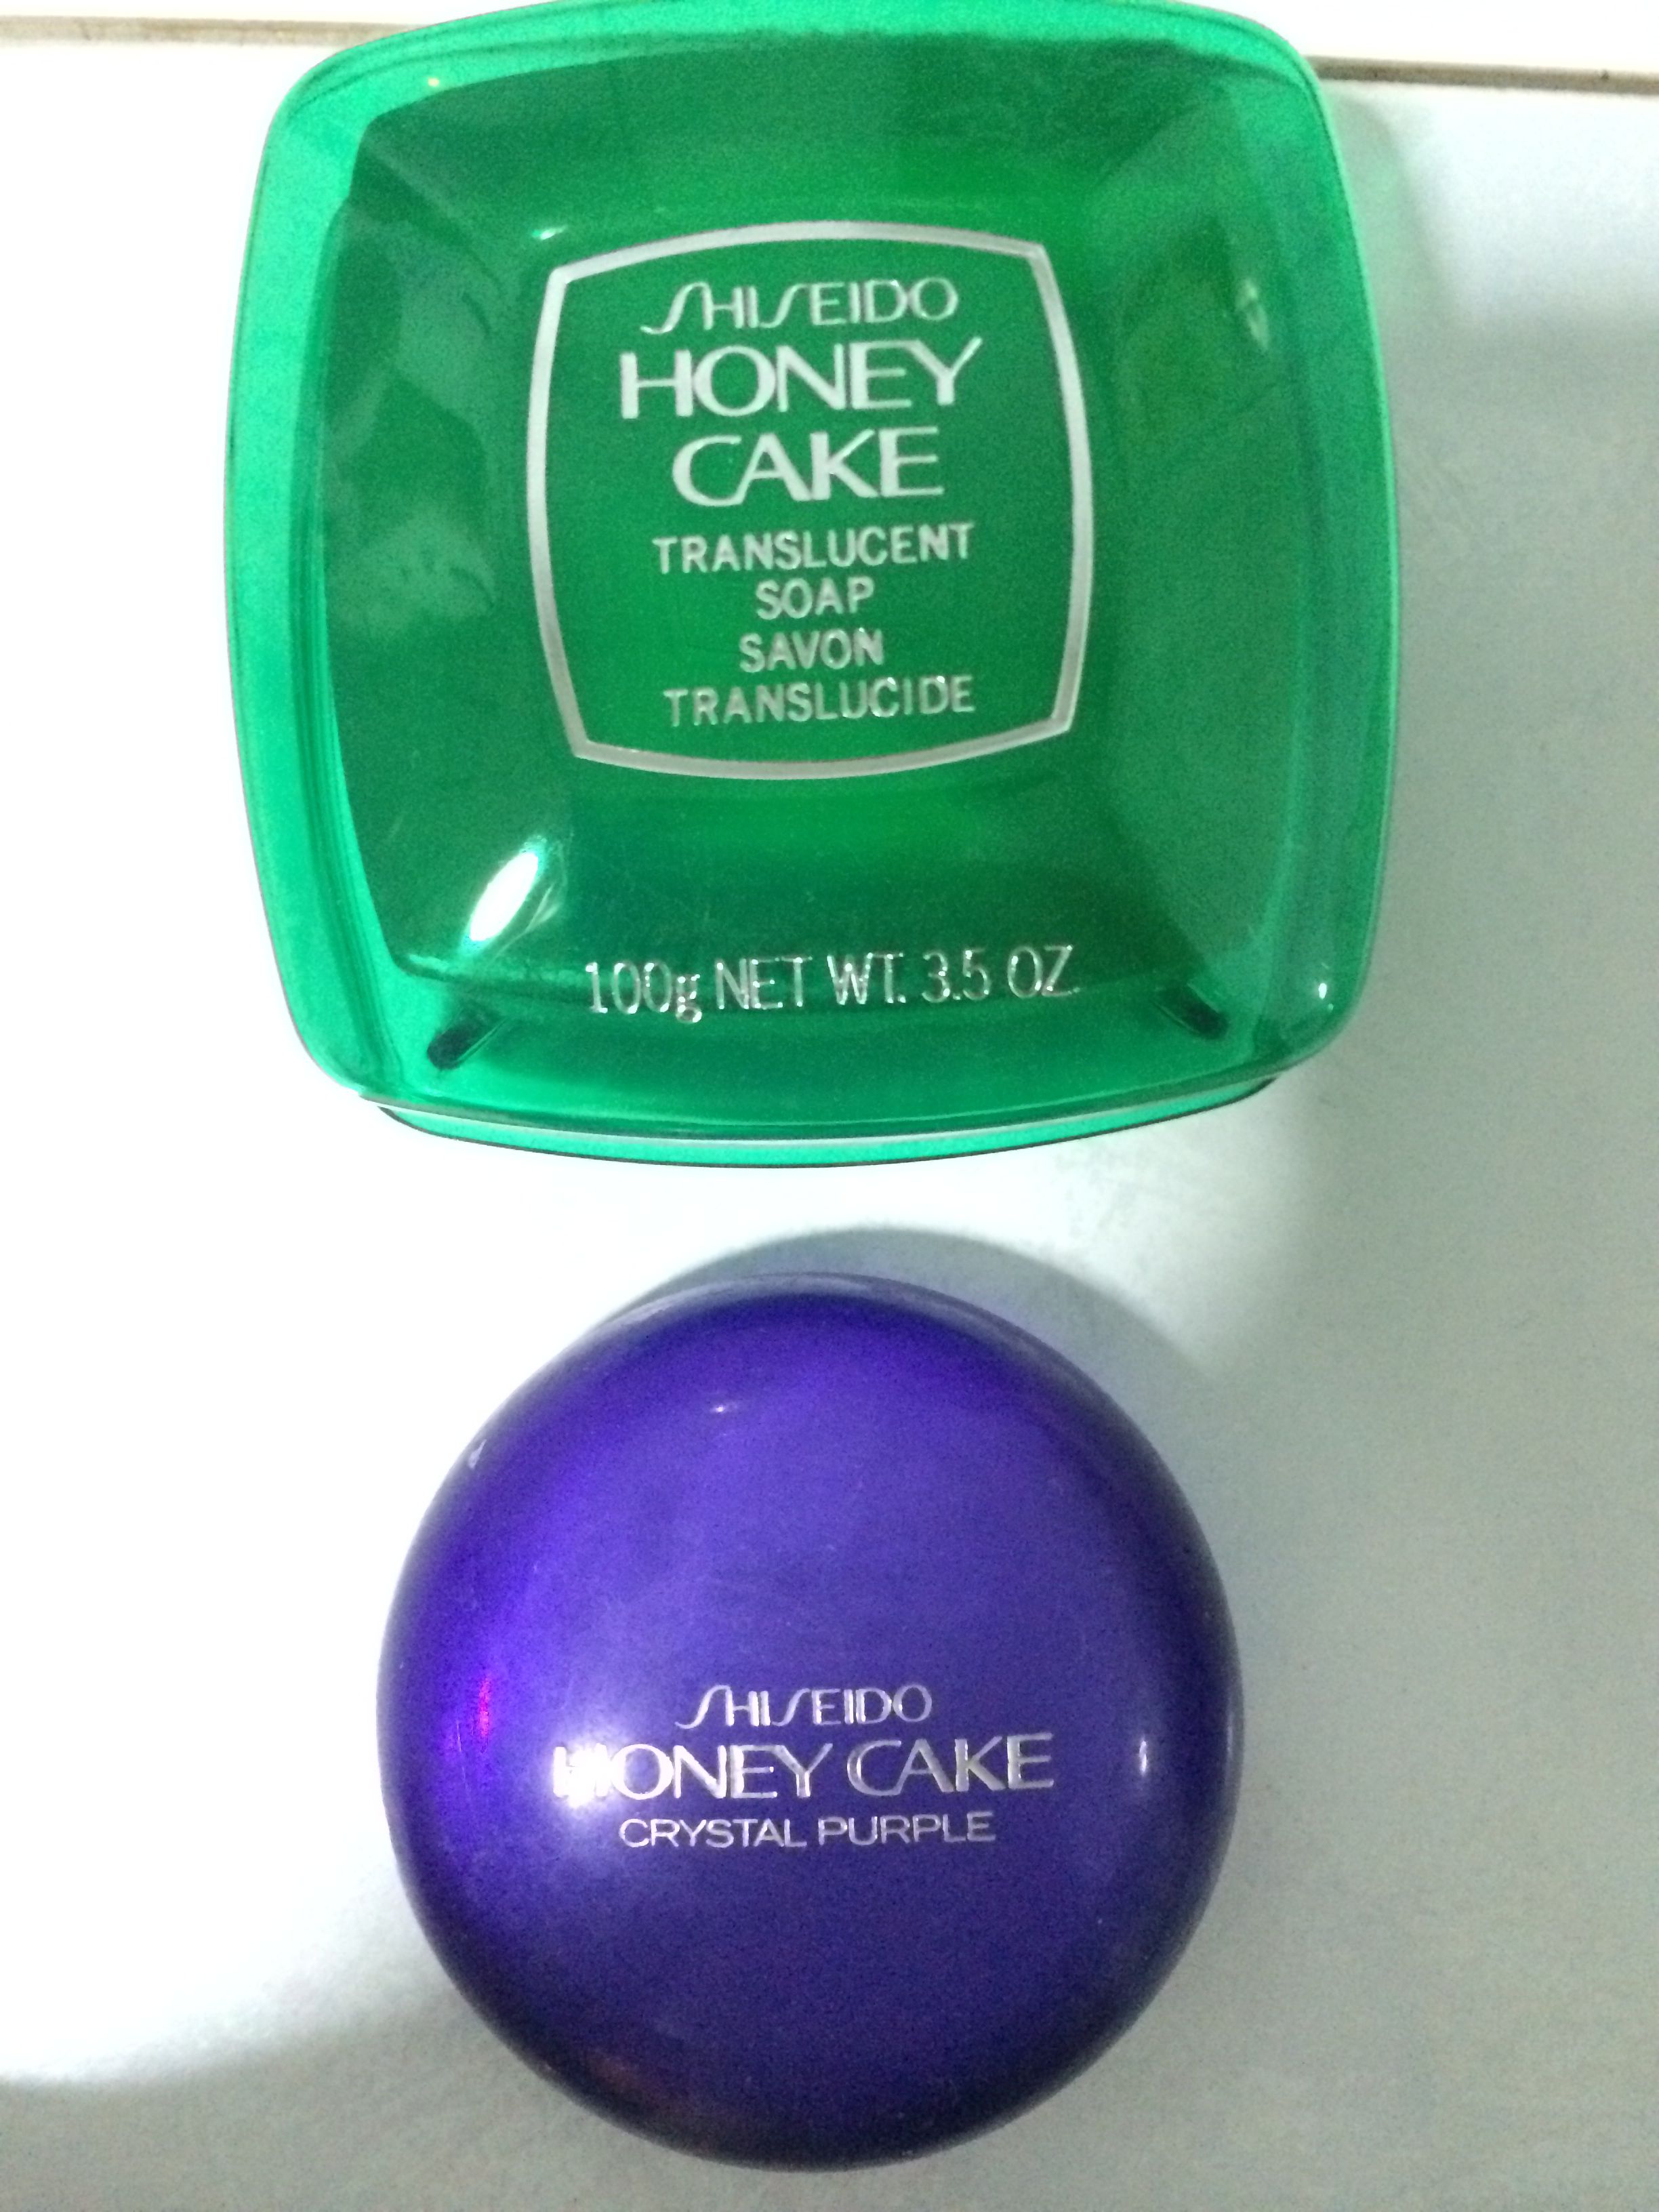 SHISEIDO
HONEY
CAKE
TRANSLUCENT
SOAP
SAVON
TRANSLUCIDE
100g NET WT. 3.5 OZ.
SHISEIDO
HONEY CAKE
CRYSTAL PURPLE